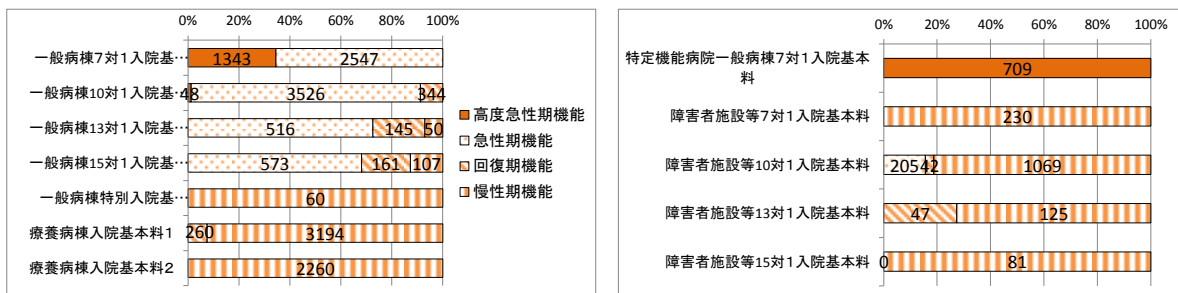 0% 20% 40% 60% 80% 100%
一般病棟7対1入院基… 1343 2547
一般病棟10対1入院基… 48 3526 344
一般病棟13対1入院基… 516 145 50
一般病棟15対1入院基… 573 161 107
一般病棟特別入院基… 60
療養病棟入院基本料1 260 3194
療養病棟入院基本料2 2260
高度急性期機能
急性期機能
回復期機能
慢性期機能
0% 20% 40% 60% 80% 100%
特定機能病院一般病棟7対1入院基本
料 709
障害者施設等7対1入院基本料 230
障害者施設等10対1入院基本料 205 42 1069
障害者施設等13対1入院基本料 47 125
障害者施設等15対1入院基本料 0 81